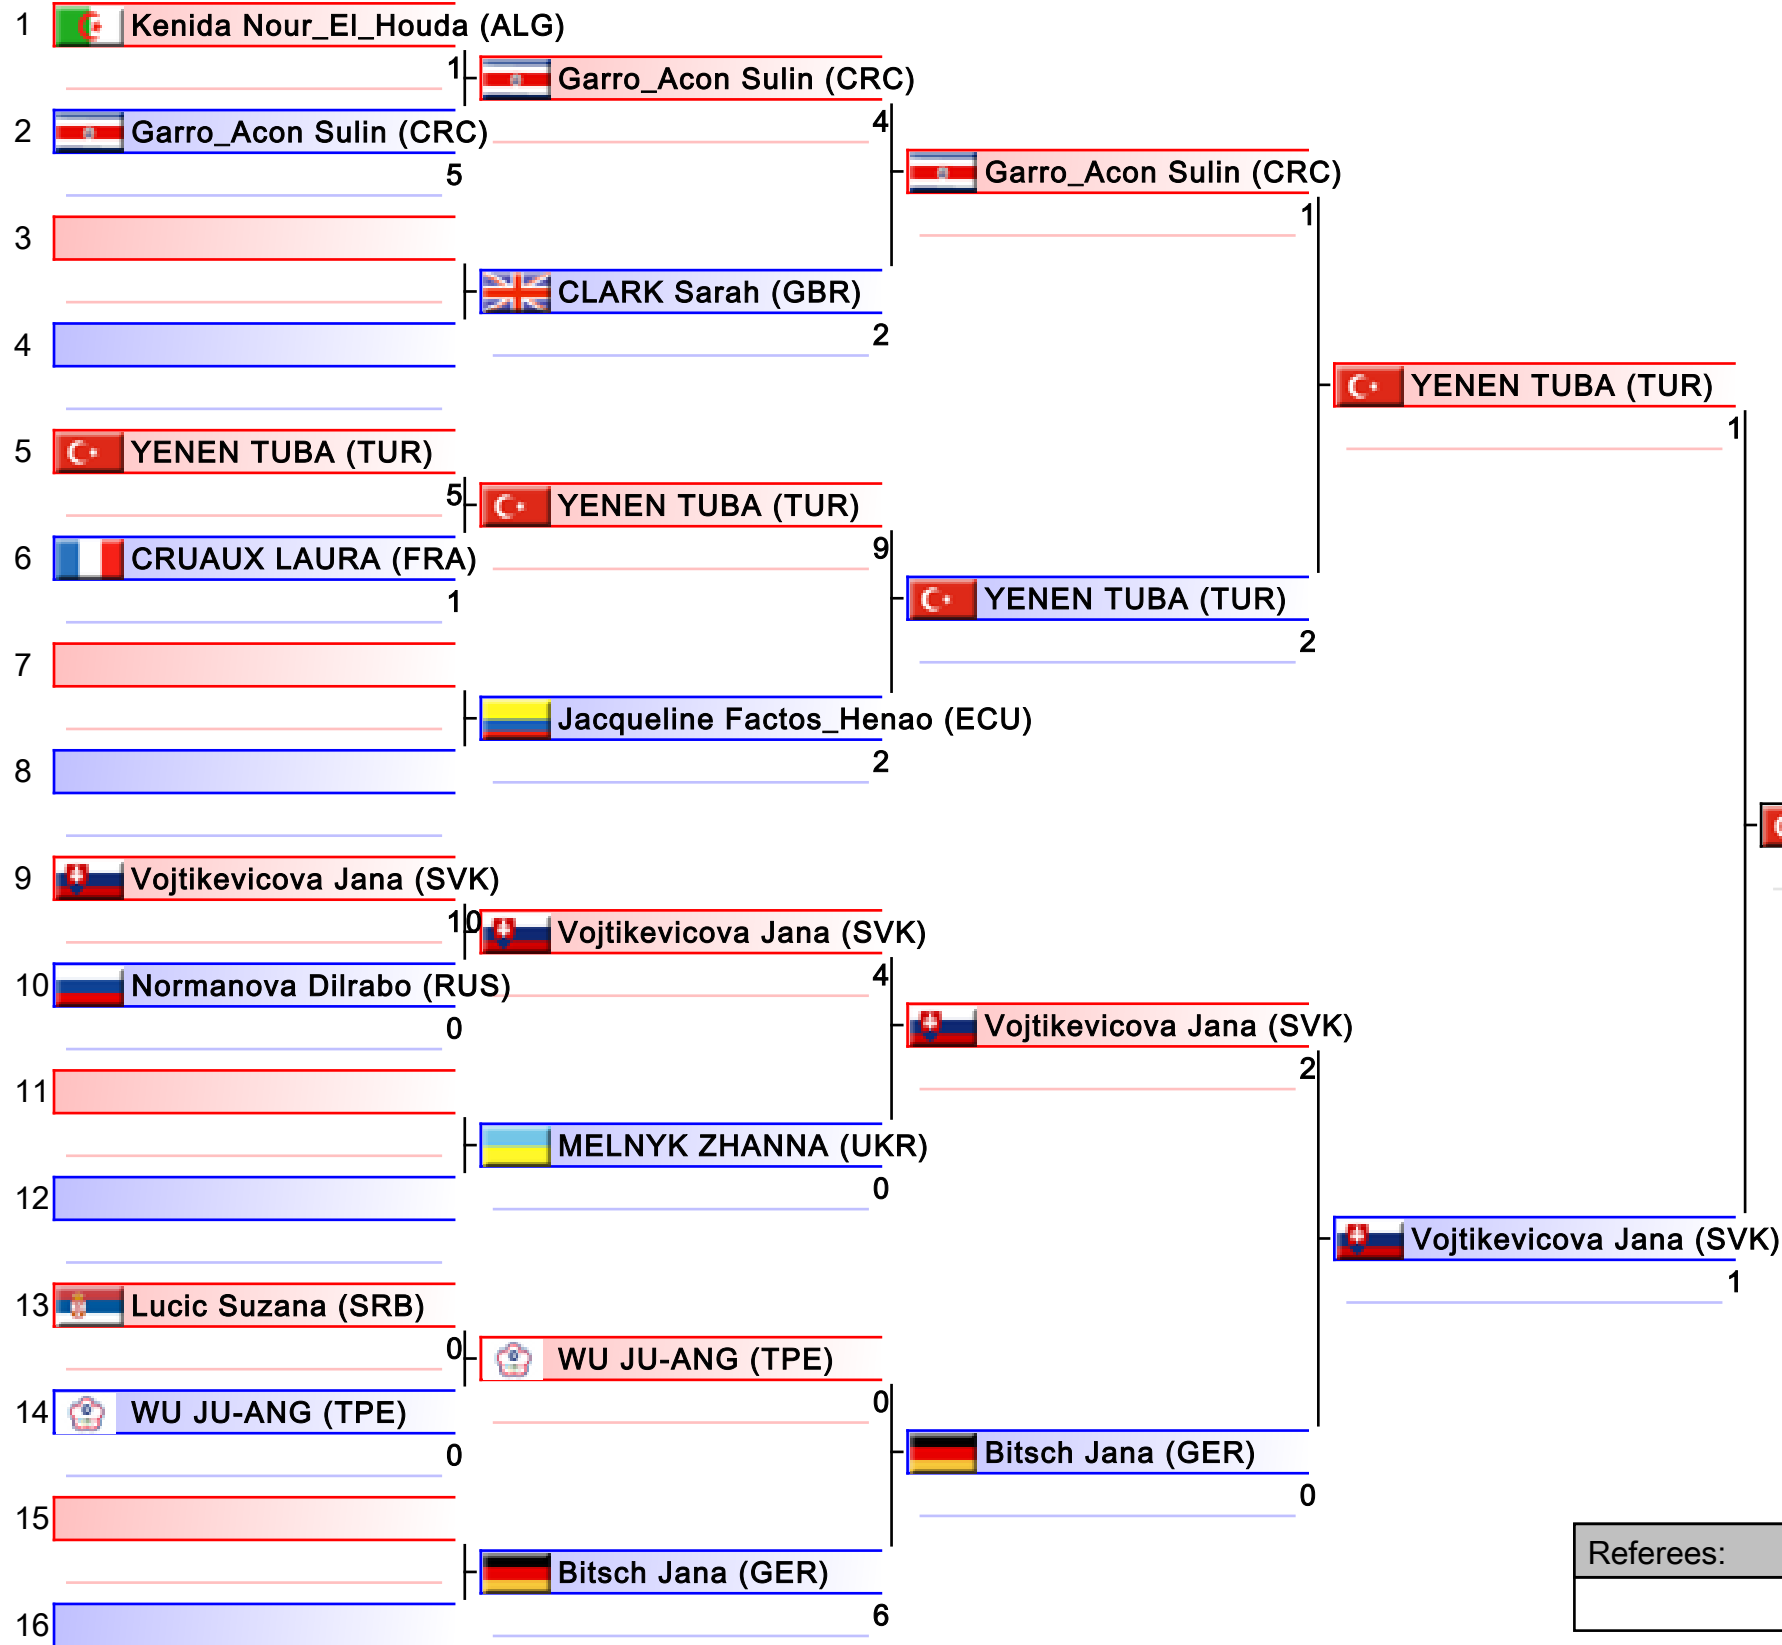 1 Kenida Nour_El_Houda (ALG)
1
Garro_Acon Sulin (CRC)
4
2 Garro_Acon Sulin (CRC)
5
Garro_Acon Sulin (CRC)
1
3
CLARK Sarah (GBR)
2
4
YENEN TUBA (TUR)
1
5 YENEN TUBA (TUR)
5
YENEN TUBA (TUR)
9
6 CRUAUX LAURA (FRA)
1
YENEN TUBA (TUR)
2
7
Jacqueline Factos_Henao (ECU)
2
8
9 Vojtikevicova Jana (SVK)
10
Vojtikevicova Jana (SVK)
4
10 Normanova Dilrabo (RUS)
0
Vojtikevicova Jana (SVK)
2
11
MELNYK ZHANNA (UKR)
0
12
Vojtikevicova Jana (SVK)
1
13 Lucic Suzana (SRB)
0
WU JU-ANG (TPE)
0
14 WU JU-ANG (TPE)
0
Bitsch Jana (GER)
0
15
Bitsch Jana (GER)
6
16
Referees: